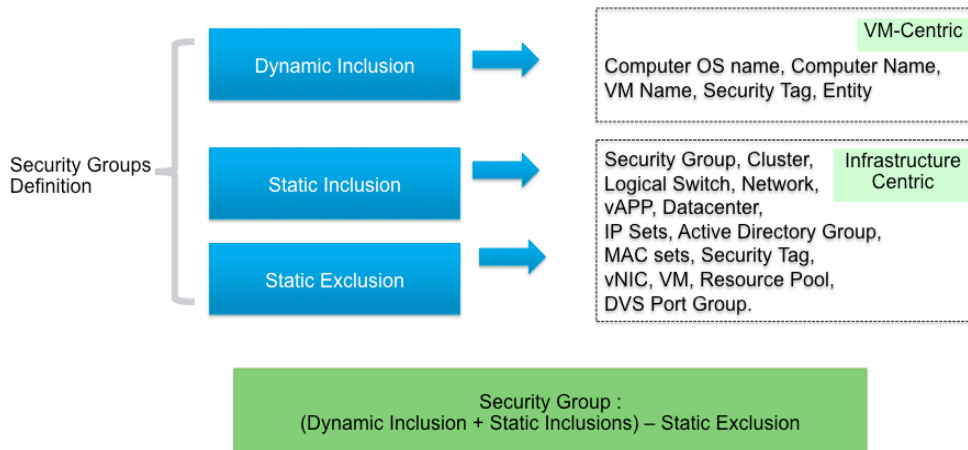 Security Groups
Definition
Dynamic Inclusion
VM-Centric
Computer OS name, Computer Name,
VM Name, Security Tag, Entity
Static Inclusion
Static Exclusion
Infrastructure
Centric
Security Group, Cluster,
Logical Switch, Network,
vAPP, Datacenter,
IP Sets, Active Directory Group,
MAC sets, Security Tag,
vNIC, VM, Resource Pool,
DVS Port Group.
Security Group :
(Dynamic Inclusion + Static Inclusions) – Static Exclusion